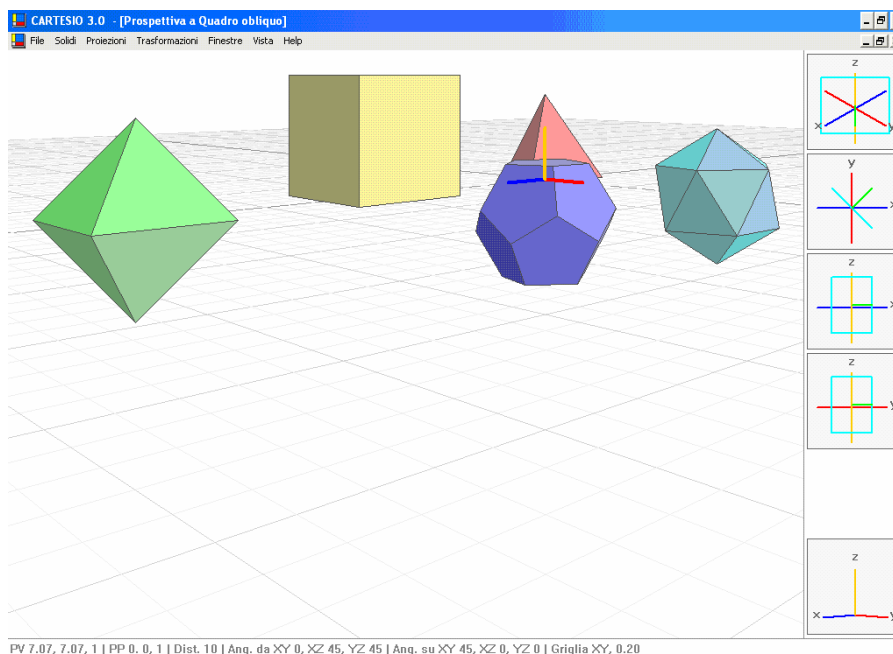 CARTESIO 3.0 - [Prospettiva a Quadro obliquo]
File Solidi Proiezioni Trasformazioni Finestre Vista Help
z
x y
y
x
z
x
z
y
z
x y
PV 7.07, 7.07, 1 | PP 0. 0, 1 | Dist. 10 | Ang. da XY 0, XZ 45, YZ 45 | Ang. su XY 45, XZ 0, YZ 0 | Griglia XY, 0.20